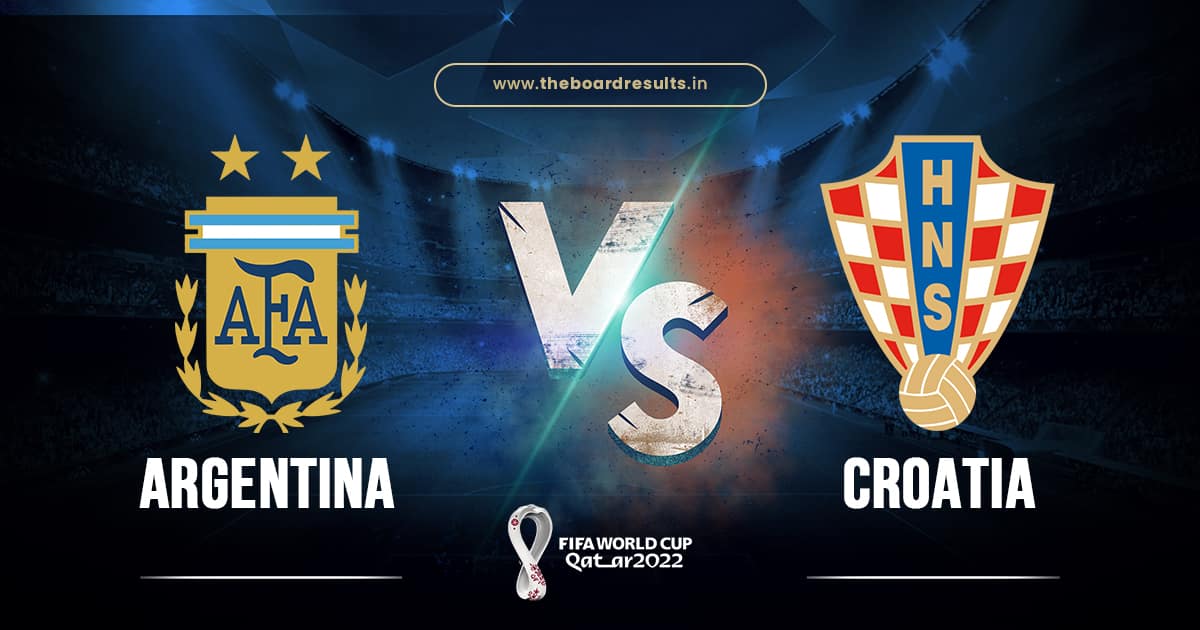 www.theboardresults.in
AFA
HNS
VS
ARGENTINA
CROATIA
FIFA WORLD CUP
Qatar2022